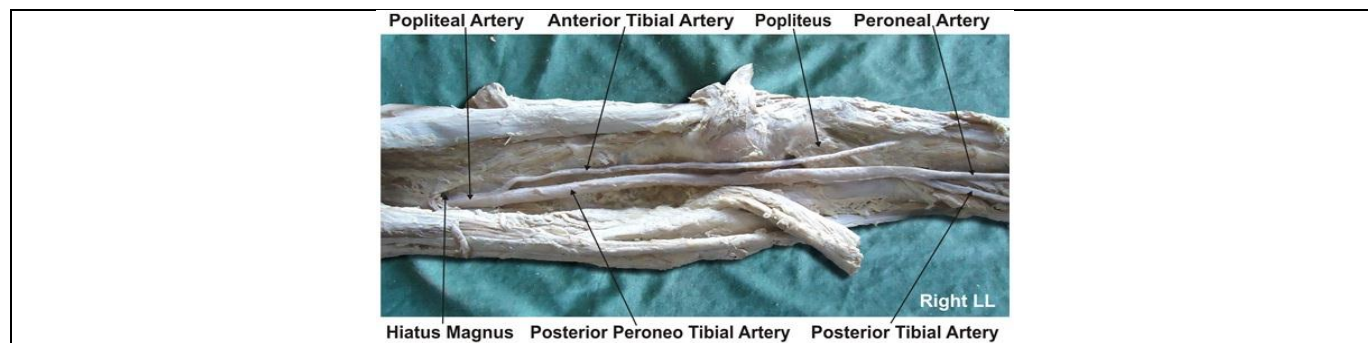 Popliteal Artery Anterior Tibial Artery Popliteus Peroneal Artery
Right LL
Hiatus Magnus Posterior Peroneo Tibial Artery Posterior Tibial Artery